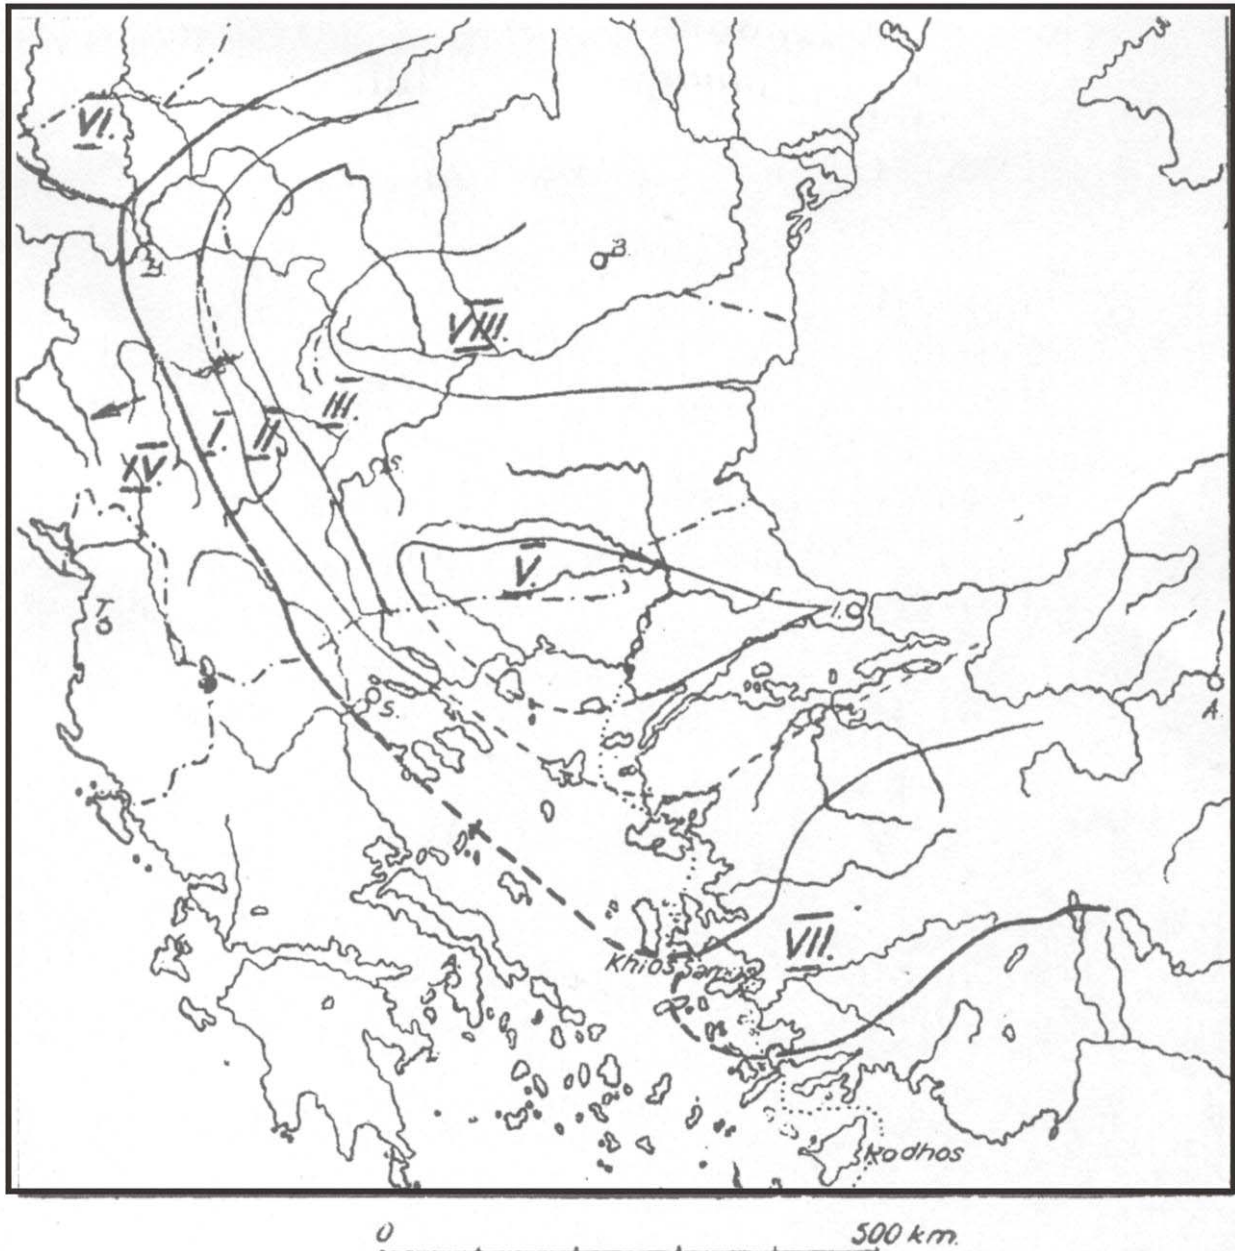 VI.
B.
B.
VIII.
III.
I.
II.
XV.
V.
I.
S.
A.
VII.
Khios
A.
Rodhos
0 500 km.